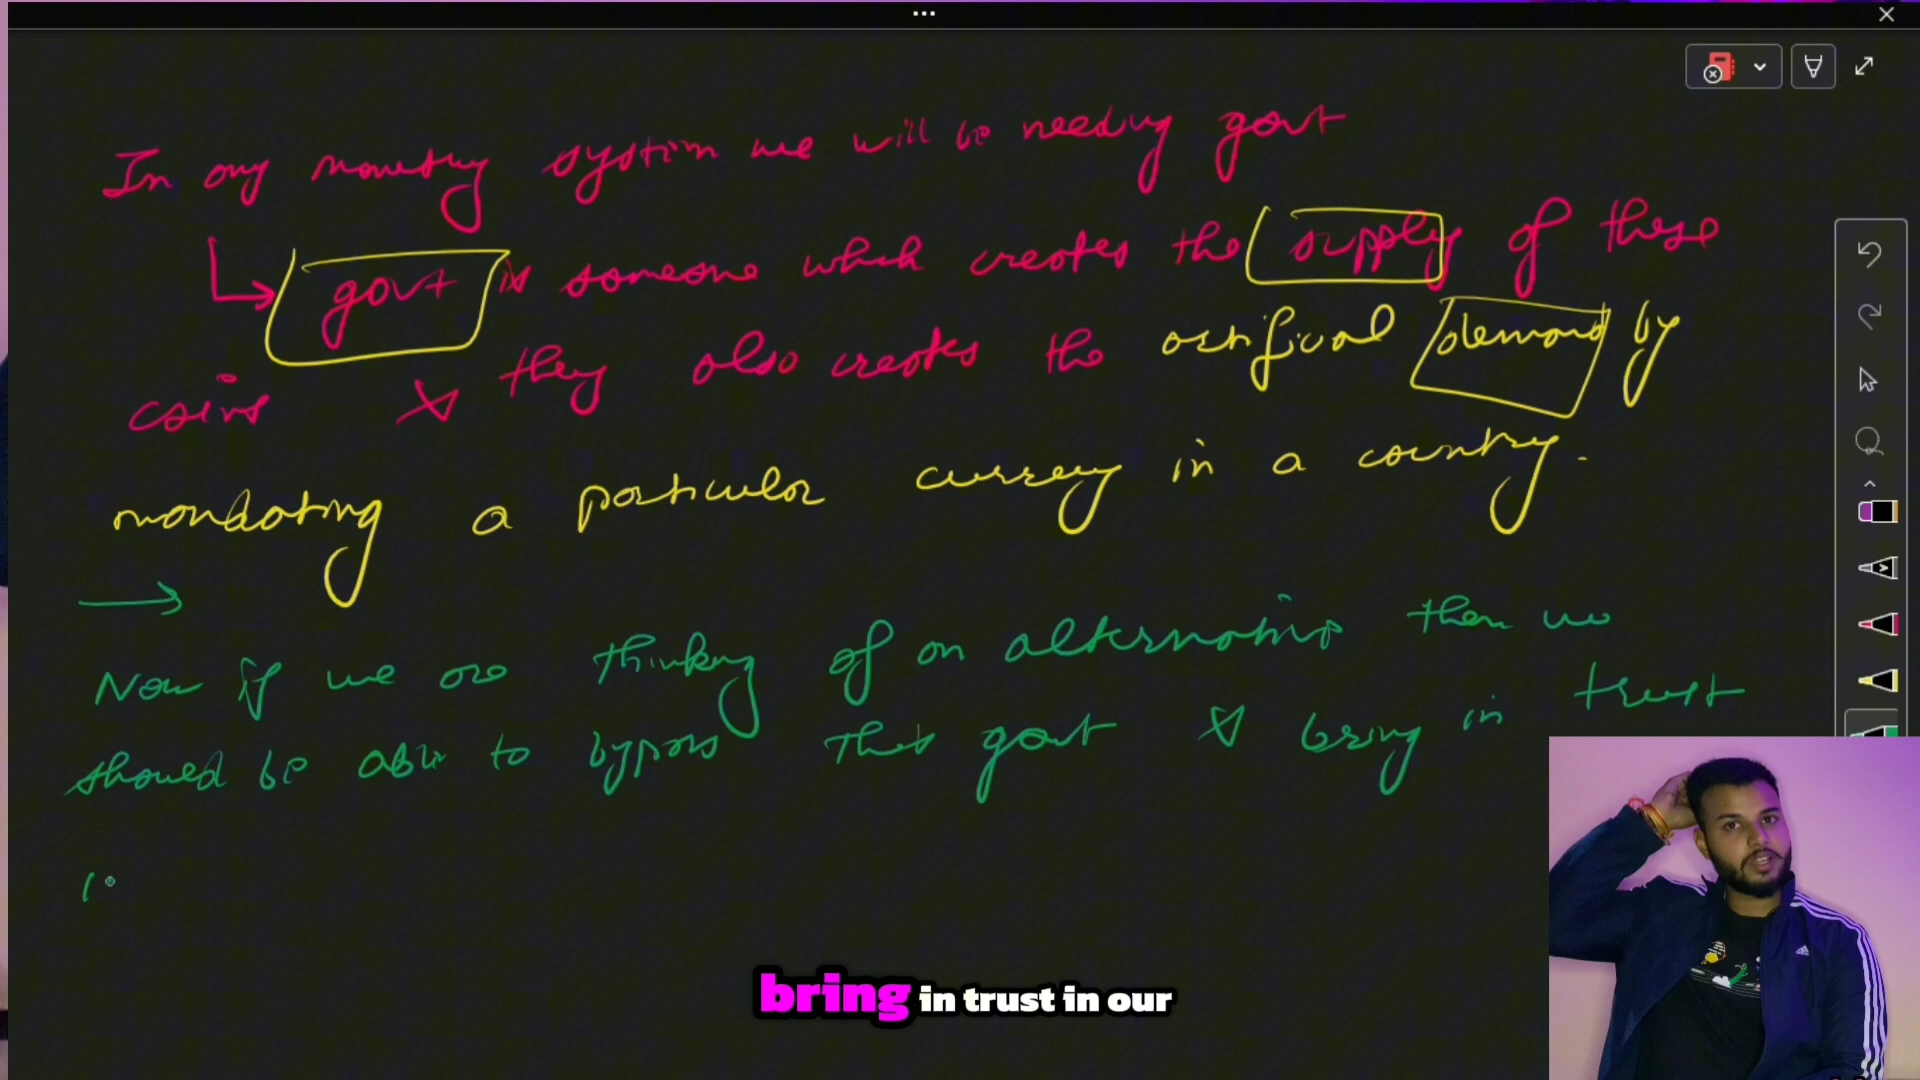 In any monetry system we will be needing govt
govt is someone which creates the supply of these
coins & they also creates the artificial demand by
mandating a particular currency in a country.
Now if we are thinking of an alternative then we
should be able to bypass this govt & bring in trust
bring in trust in our